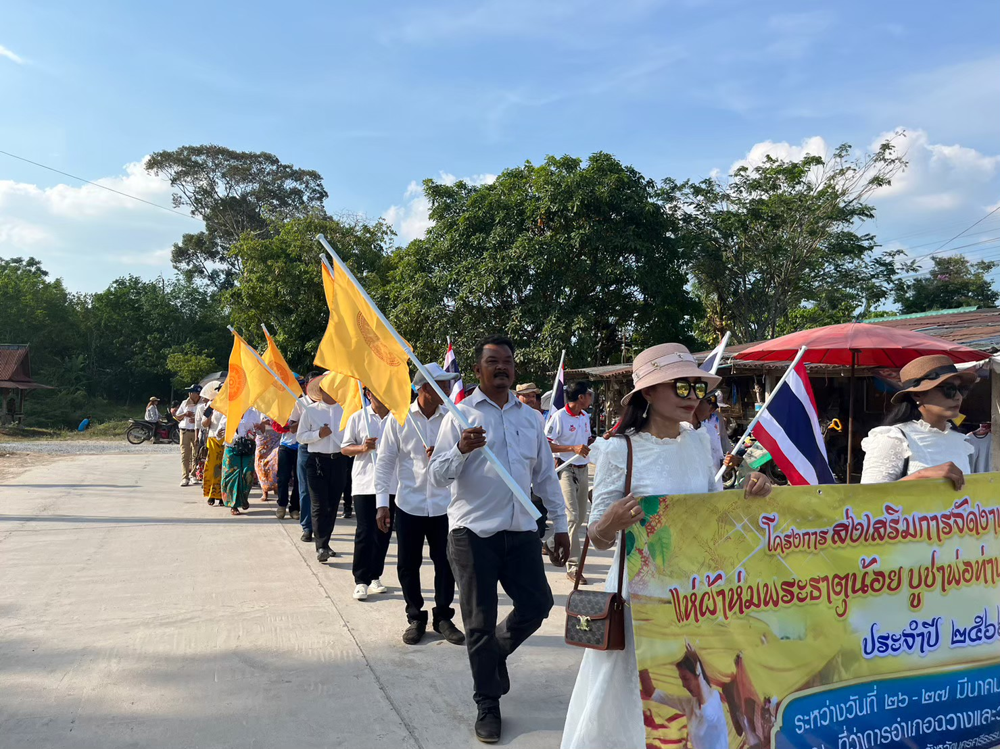 โครงการส่งเสริมการจัดงาน
แห่ผ้าห่มพระธาตุน้อย บูชาพ่อท่าน
ประจำปี ๒๕๖
ระหว่างวันที่ ๒๖ - ๒๗ มีนาคม
ที่ว่าการอำเภอฉวางและ